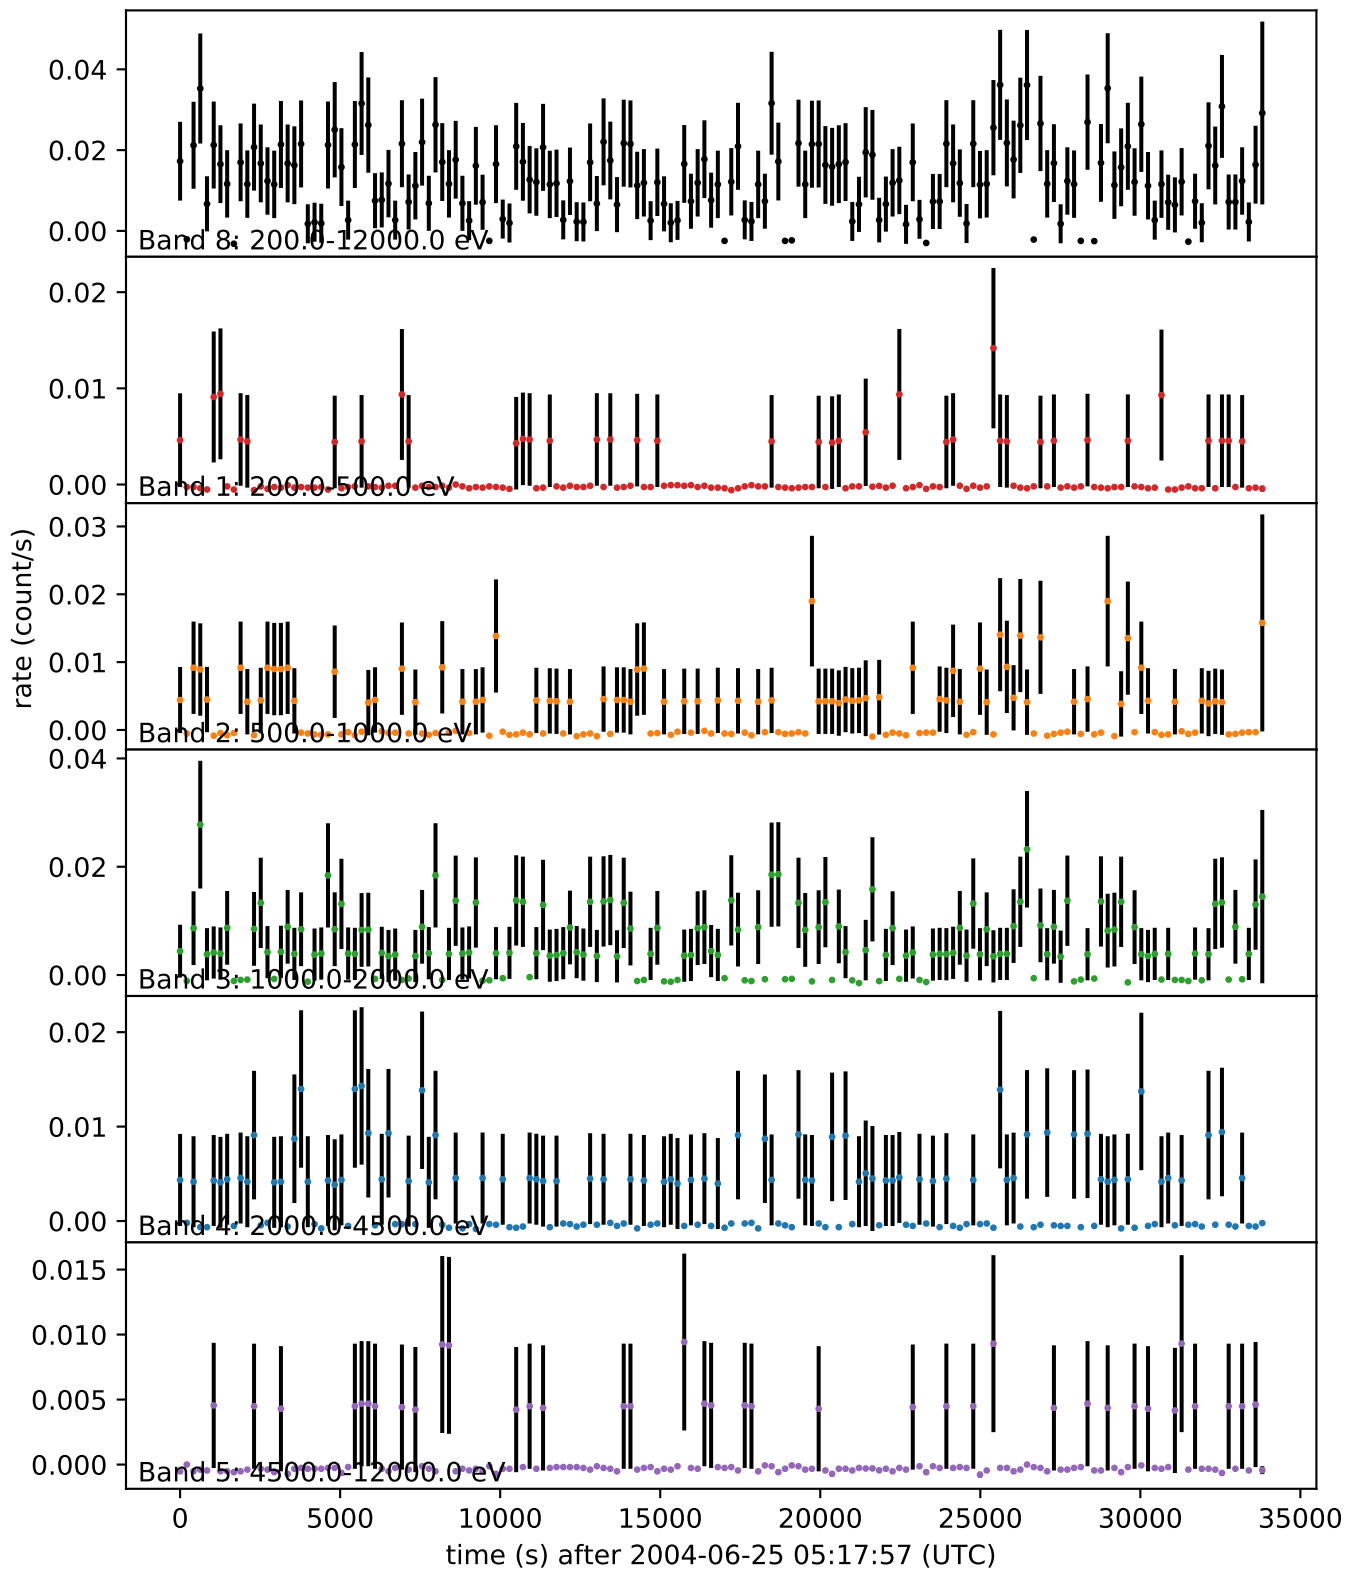 0.04
0.02
0.00
Band 8: 200.0-12000.0 eV
0.02
0.01
0.00
Band 1: 200.0-500.0 eV
rate (count/s)
0.03
0.02
0.01
0.00
Band 2: 500.0-1000.0 eV
0.04
0.02
0.00
Band 3: 1000.0-2000.0 eV
0.02
0.01
0.00
Band 4: 2000.0-4500.0 eV
0.015
0.010
0.005
0.000
Band 5: 4500.0-12000.0 eV
0 5000 10000 15000 20000 25000 30000 35000
time (s) after 2004-06-25 05:17:57 (UTC)